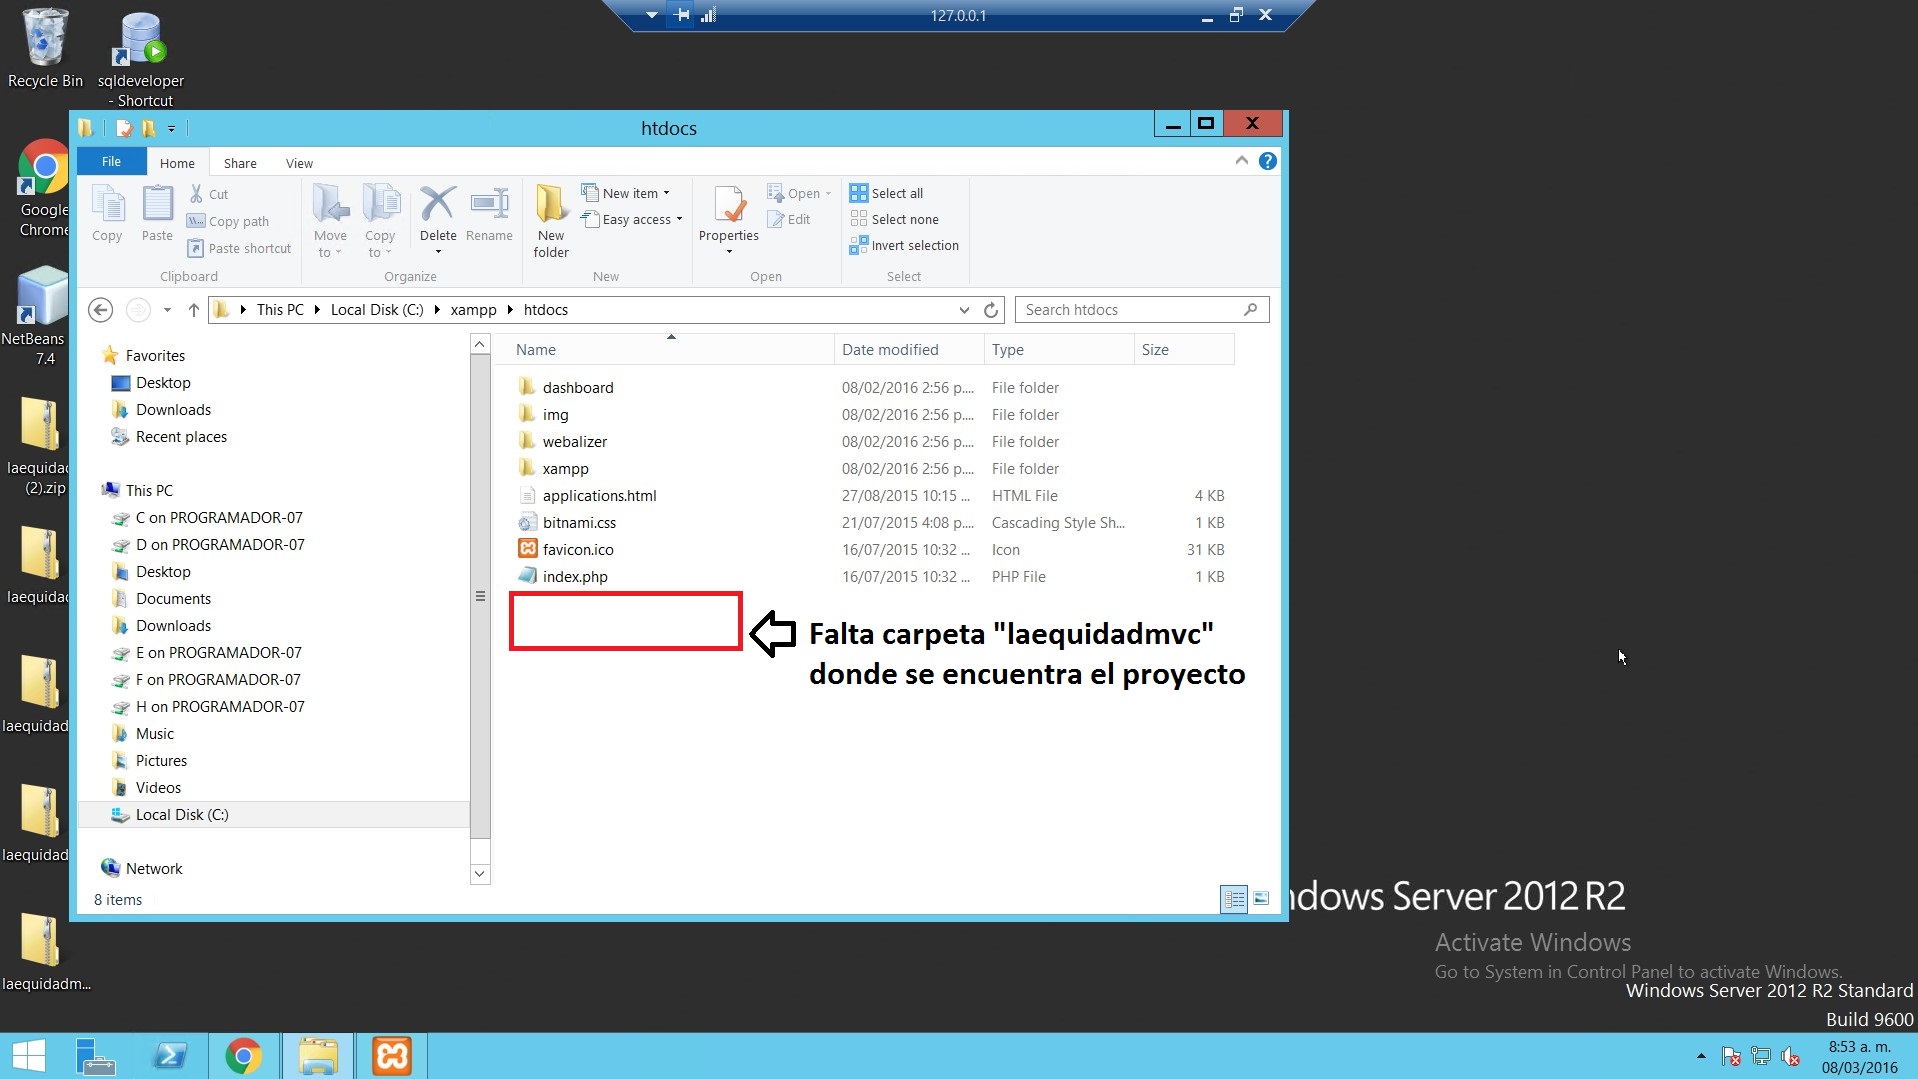 127.0.0.1
Recycle Bin
sqldeveloper
- Shortcut
htdocs
File
Home
Share
View
Google
Chrome
Copy
Paste
Cut
Copy path
Paste shortcut
Clipboard
Move
to
Copy
to
Delete
Rename
Organize
New
folder
New item
Easy access
New
Properties
Open
Edit
Open
Select all
Select none
Invert selection
Select
NetBeans
7.4
This PC
Local Disk (C:)
xampp
htdocs
Search htdocs
Favorites
Desktop
Downloads
Recent places
This PC
C on PROGRAMADOR-07
D on PROGRAMADOR-07
Desktop
Documents
Downloads
E on PROGRAMADOR-07
F on PROGRAMADOR-07
H on PROGRAMADOR-07
Music
Pictures
Videos
Local Disk (C:)
Network
8 items
Name Date modified Type Size
dashboard 08/02/2016 2:56 p.... File folder
img 08/02/2016 2:56 p.... File folder
webalizer 08/02/2016 2:56 p.... File folder
xampp 08/02/2016 2:56 p.... File folder
applications.html 27/08/2015 10:15 ... HTML File 4 KB
bitnami.css 21/07/2015 4:08 p.... Cascading Style Sh... 1 KB
favicon.ico 16/07/2015 10:32 ... Icon 31 KB
index.php 16/07/2015 10:32 ... PHP File 1 KB
Falta carpeta "laequidadmvc"
donde se encuentra el proyecto
laequidad
(2).zip
laequidad
laequidad
laequidad
laequidadm...
ndows Server 2012 R2
Activate Windows
Go to System in Control Panel to activate Windows.
Windows Server 2012 R2 Standard
Build 9600
8:53 a. m.
08/03/2016